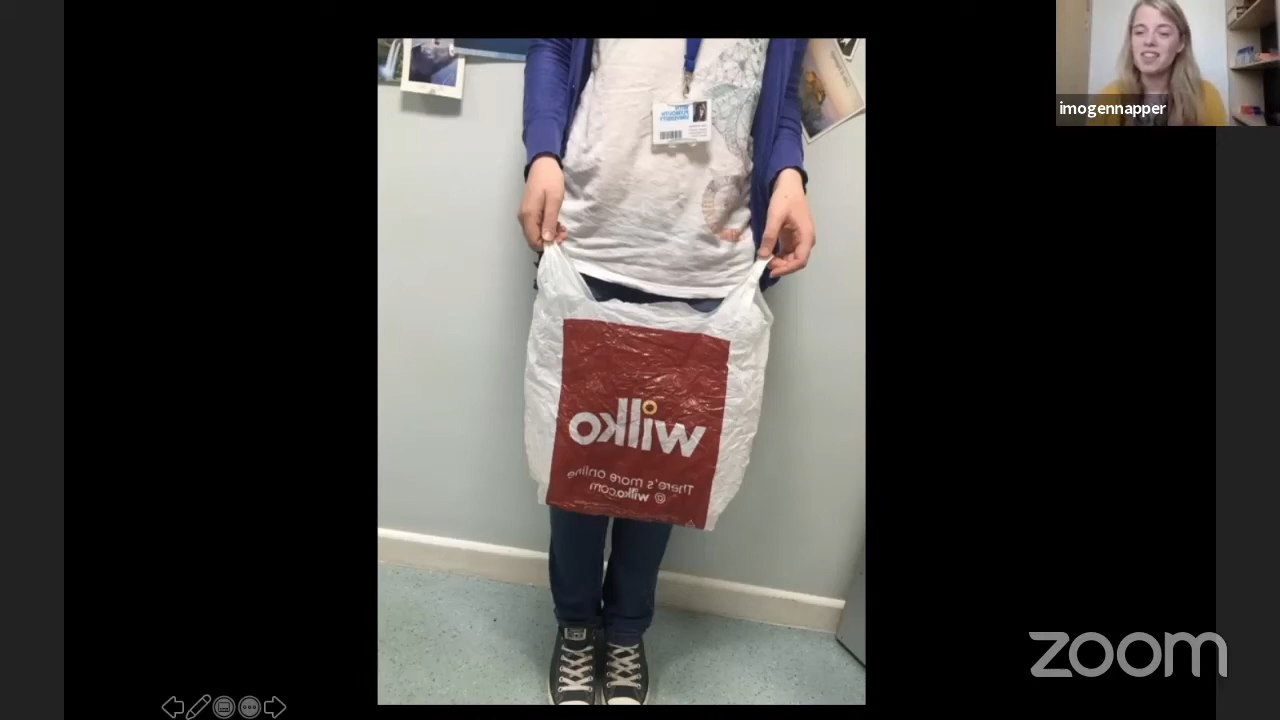 imogennapper
wilko
There's more online
@ wilko.com
zoom